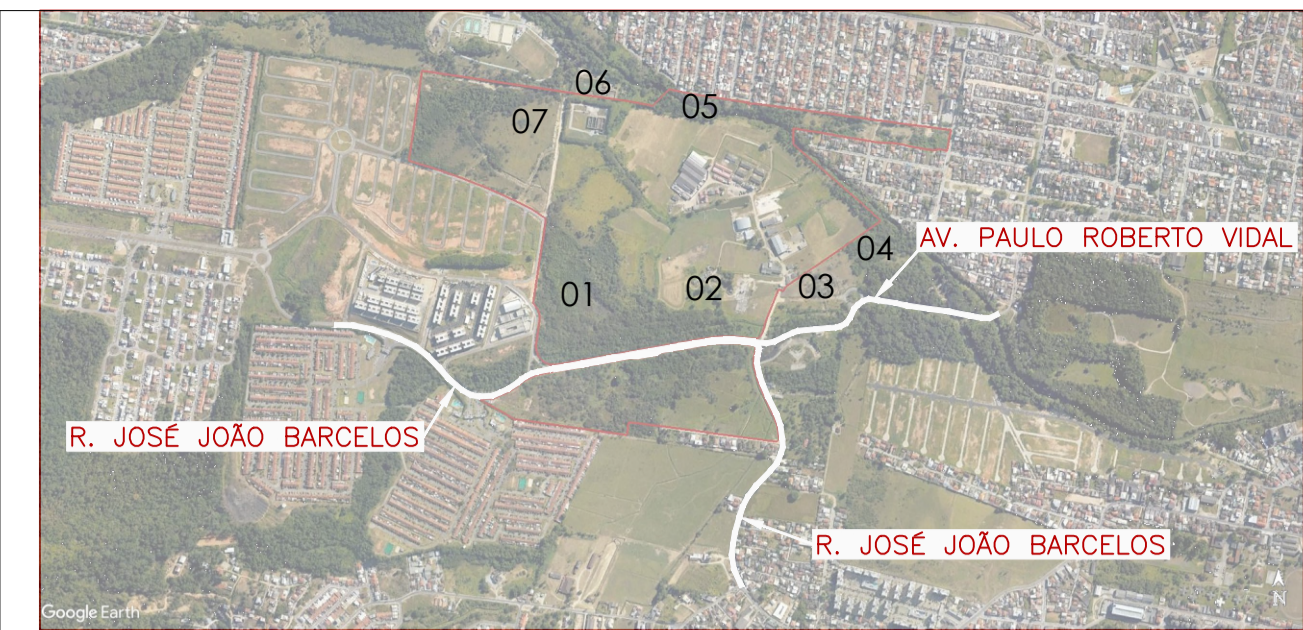 06
05
07
04
AV. PAULO ROBERTO VIDAL
01
02
03
R. JOSÉ JOÃO BARCELOS
R. JOSÉ JOÃO BARCELOS
Google Earth
N